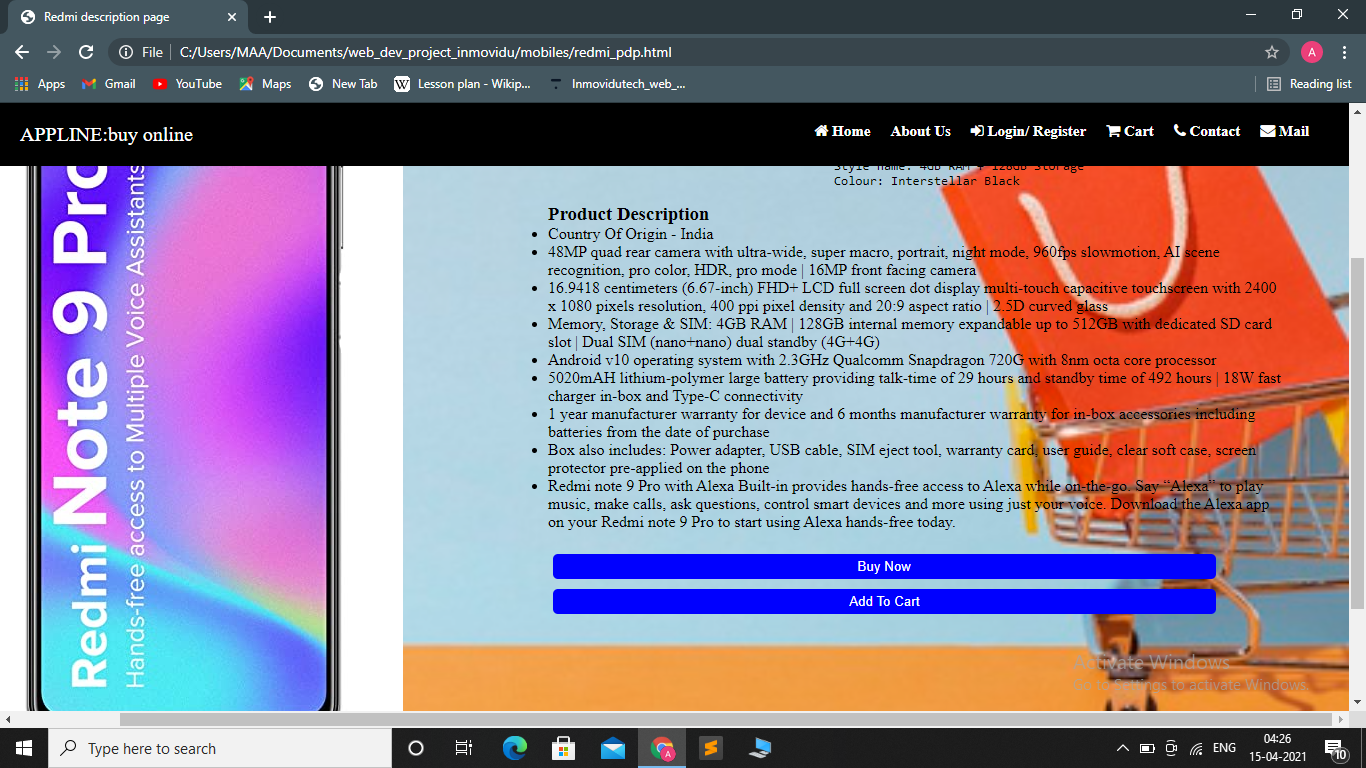 Redmi description page
File
C:/Users/MAA/Documents/web_dev_project_inmovidu/mobiles/redmi_pdp.html
A
Apps
Gmail
YouTube
Maps
New Tab
Lesson plan - Wikip...
Inmovidutech_web_...
Reading list
APPLINE:buy online
Home
About Us
Login/ Register
Cart
Contact
Mail
Style name: 4gb RAM + 128gb Storage
Colour: Interstellar Black
Redmi Note 9 Pro
Hands-free access to Multiple Voice Assistants
Product Description
Country Of Origin - India
48MP quad rear camera with ultra-wide, super macro, portrait, night mode, 960fps slowmotion, AI scene
recognition, pro color, HDR, pro mode | 16MP front facing camera
16.9418 centimeters (6.67-inch) FHD+ LCD full screen dot display multi-touch capacitive touchscreen with 2400
x 1080 pixels resolution, 400 ppi pixel density and 20:9 aspect ratio | 2.5D curved glass
Memory, Storage & SIM: 4GB RAM | 128GB internal memory expandable up to 512GB with dedicated SD card
slot | Dual SIM (nano+nano) dual standby (4G+4G)
Android v10 operating system with 2.3GHz Qualcomm Snapdragon 720G with 8nm octa core processor
5020mAH lithium-polymer large battery providing talk-time of 29 hours and standby time of 492 hours | 18W fast
charger in-box and Type-C connectivity
1 year manufacturer warranty for device and 6 months manufacturer warranty for in-box accessories including
batteries from the date of purchase
Box also includes: Power adapter, USB cable, SIM eject tool, warranty card, user guide, clear soft case, screen
protector pre-applied on the phone
Redmi note 9 Pro with Alexa Built-in provides hands-free access to Alexa while on-the-go. Say “Alexa” to play
music, make calls, ask questions, control smart devices and more using just your voice. Download the Alexa app
on your Redmi note 9 Pro to start using Alexa hands-free today.
Buy Now
Add To Cart
Activate Windows
Go to Settings to activate Windows.
Type here to search
A
ENG
04:26
15-04-2021
10